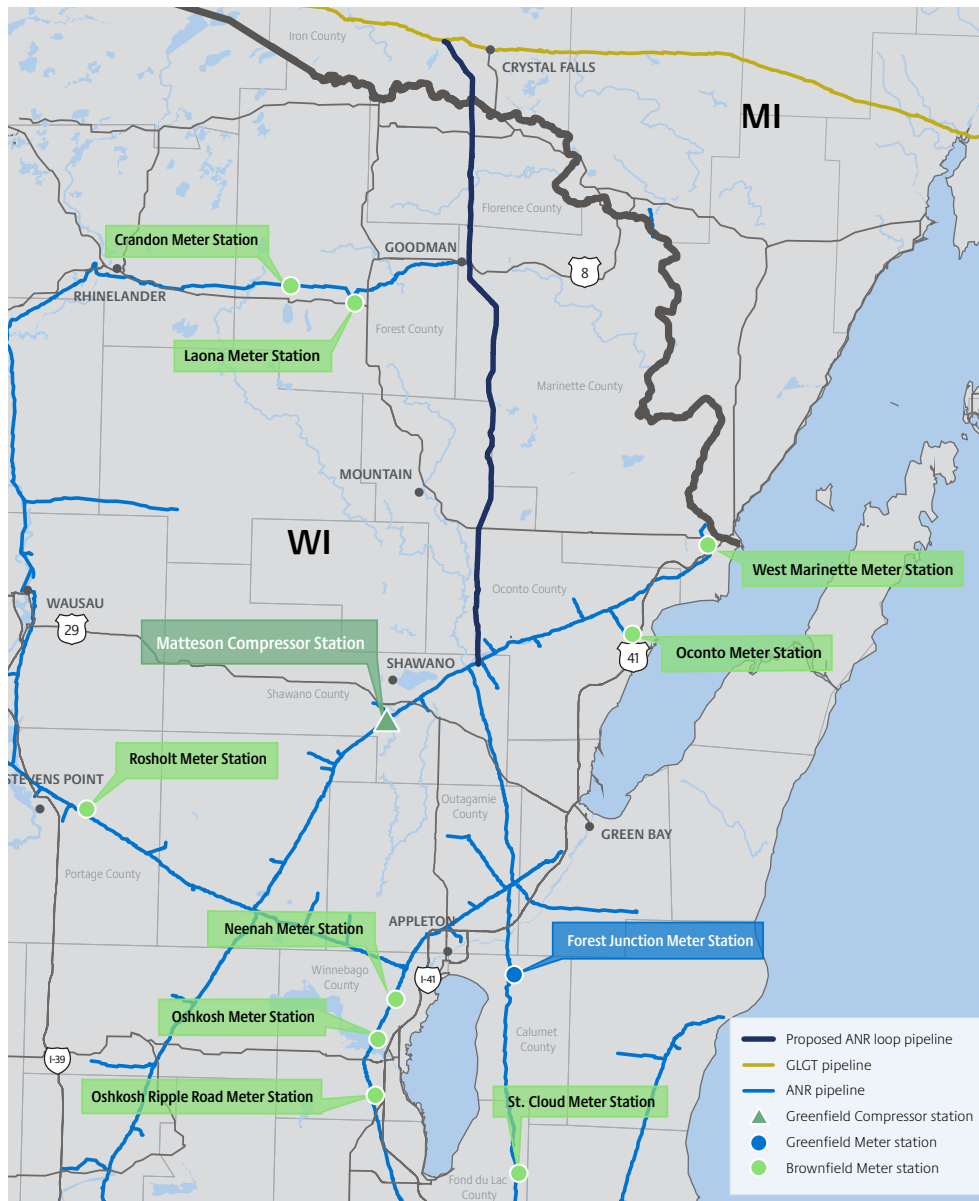 Iron County
CRYSTAL FALLS
MI
Florence County
Crandon Meter Station
GOODMAN
8
RHINELANDER
Forest County
Laona Meter Station
Marinette County
MOUNTAIN
WI
West Marinette Meter Station
Oconto County
WAUSAU
29
Matteson Compressor Station
SHAWANO
41
Oconto Meter Station
Shawano County
Rosholt Meter Station
STEVENS POINT
Outagamie
County
GREEN BAY
Portage County
Neenah Meter Station
APPLETON
Forest Junction Meter Station
Winnebago
County
I-41
Oshkosh Meter Station
Calumet
County
I-39
Oshkosh Ripple Road Meter Station
St. Cloud Meter Station
Fond du Lac
County
Proposed ANR loop pipeline
GLGT pipeline
ANR pipeline
Greenfield Compressor station
Greenfield Meter station
Brownfield Meter station